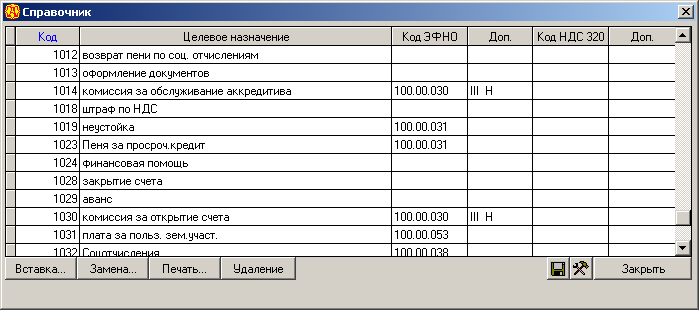 Справочник
Код Целевое назначение Код ЭФНО Доп. Код НДС 320 Доп.
1012 возврат пени по соц. отчислениям
1013 оформление документов
1014 комиссия за обслуживание аккредитива 100.00.030 III Н
1018 штраф по НДС
1019 неустойка 100.00.031
1023 Пеня за просроч.кредит 100.00.031
1024 финансовая помощь
1028 закрытие счета
1029 аванс
1030 комиссия за открытие счета 100.00.030 III Н
1031 плата за польз. зем.участ. 100.00.053
1032 Соцотчисления 100.00.038
Вставка... Замена... Печать... Удаление Закрыть